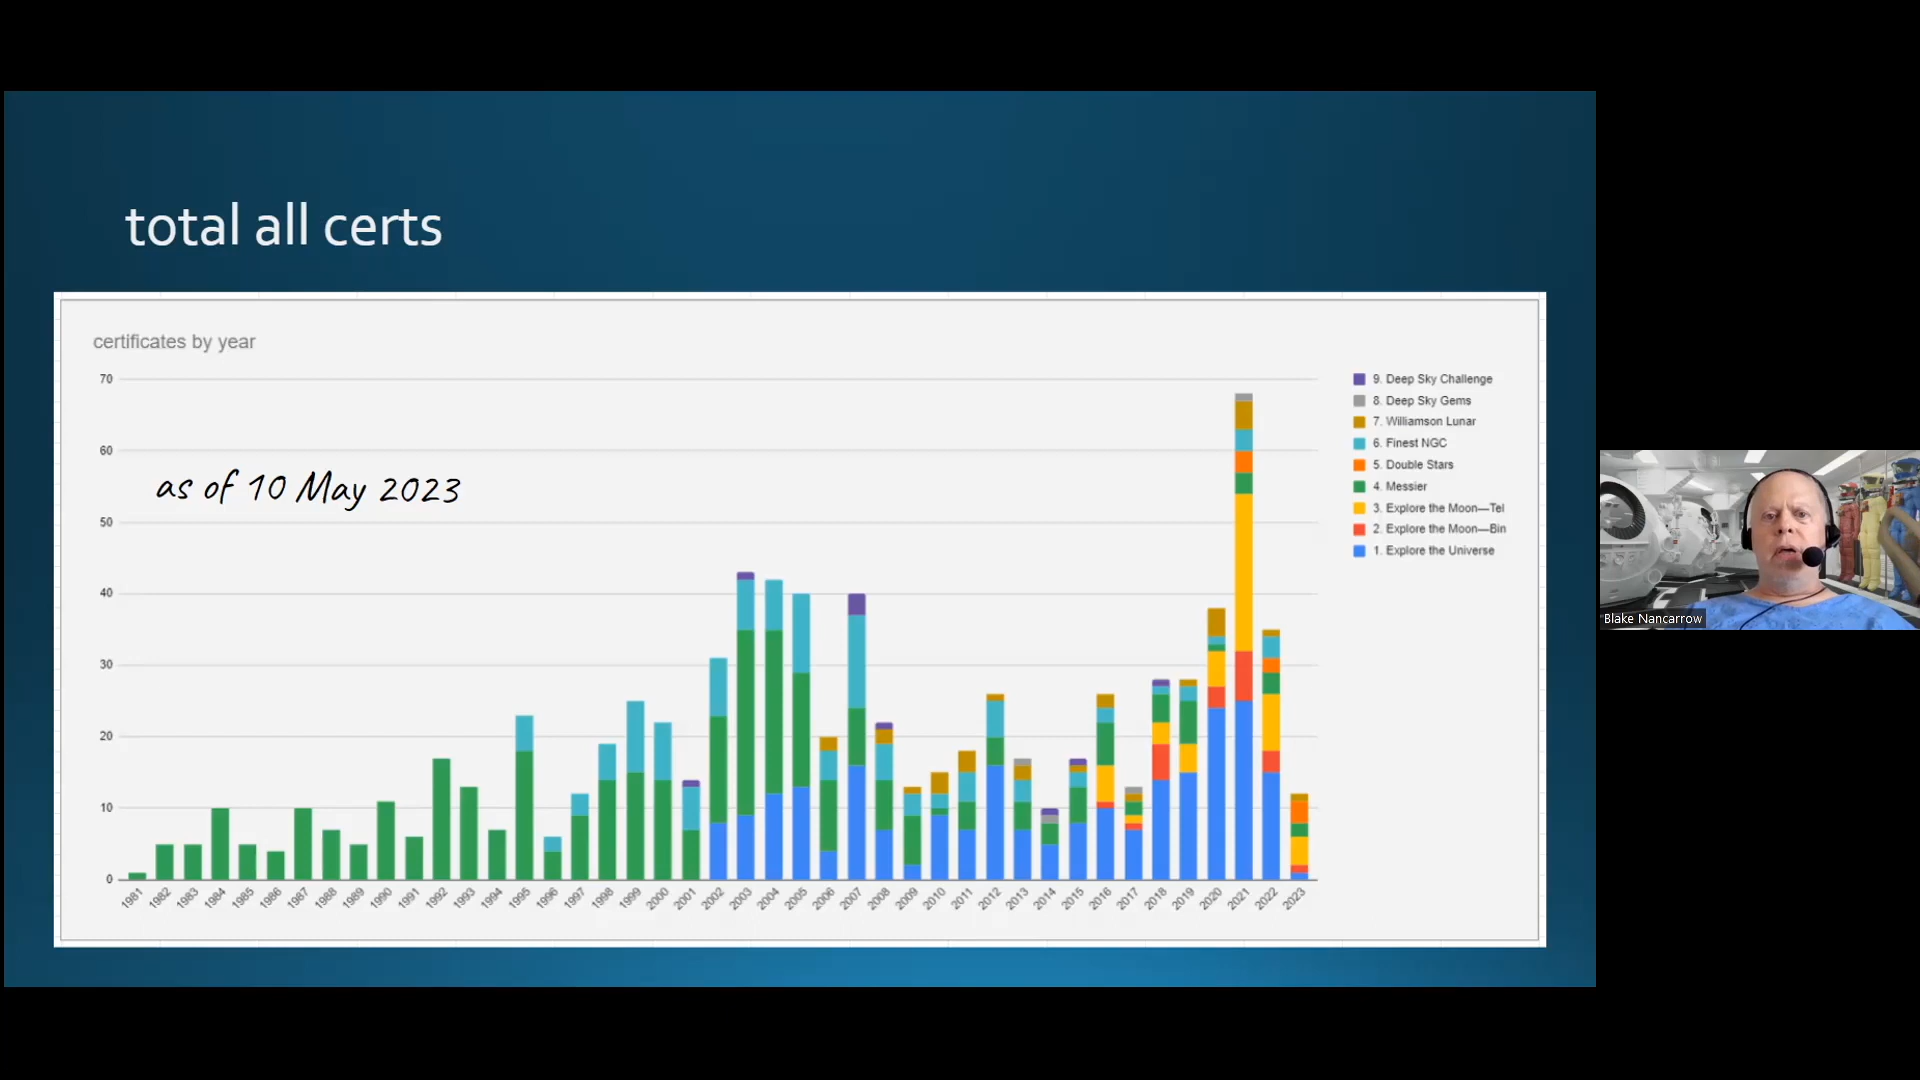 total all certs
certificates by year
as of 10 May 2023
70
60
50
40
30
20
10
0
1981 1982 1983 1984 1985 1986 1987 1988 1989 1990 1991 1992 1993 1994 1995 1996 1997 1998 1999 2000 2001 2002 2003 2004 2005 2006 2007 2008 2009 2010 2011 2012 2013 2014 2015 2016 2017 2018 2019 2020 2021 2022 2023
9. Deep Sky Challenge
8. Deep Sky Gems
7. Williamson Lunar
6. Finest NGC
5. Double Stars
4. Messier
3. Explore the Moon—Tel
2. Explore the Moon—Bin
1. Explore the Universe
Blake Nancarrow